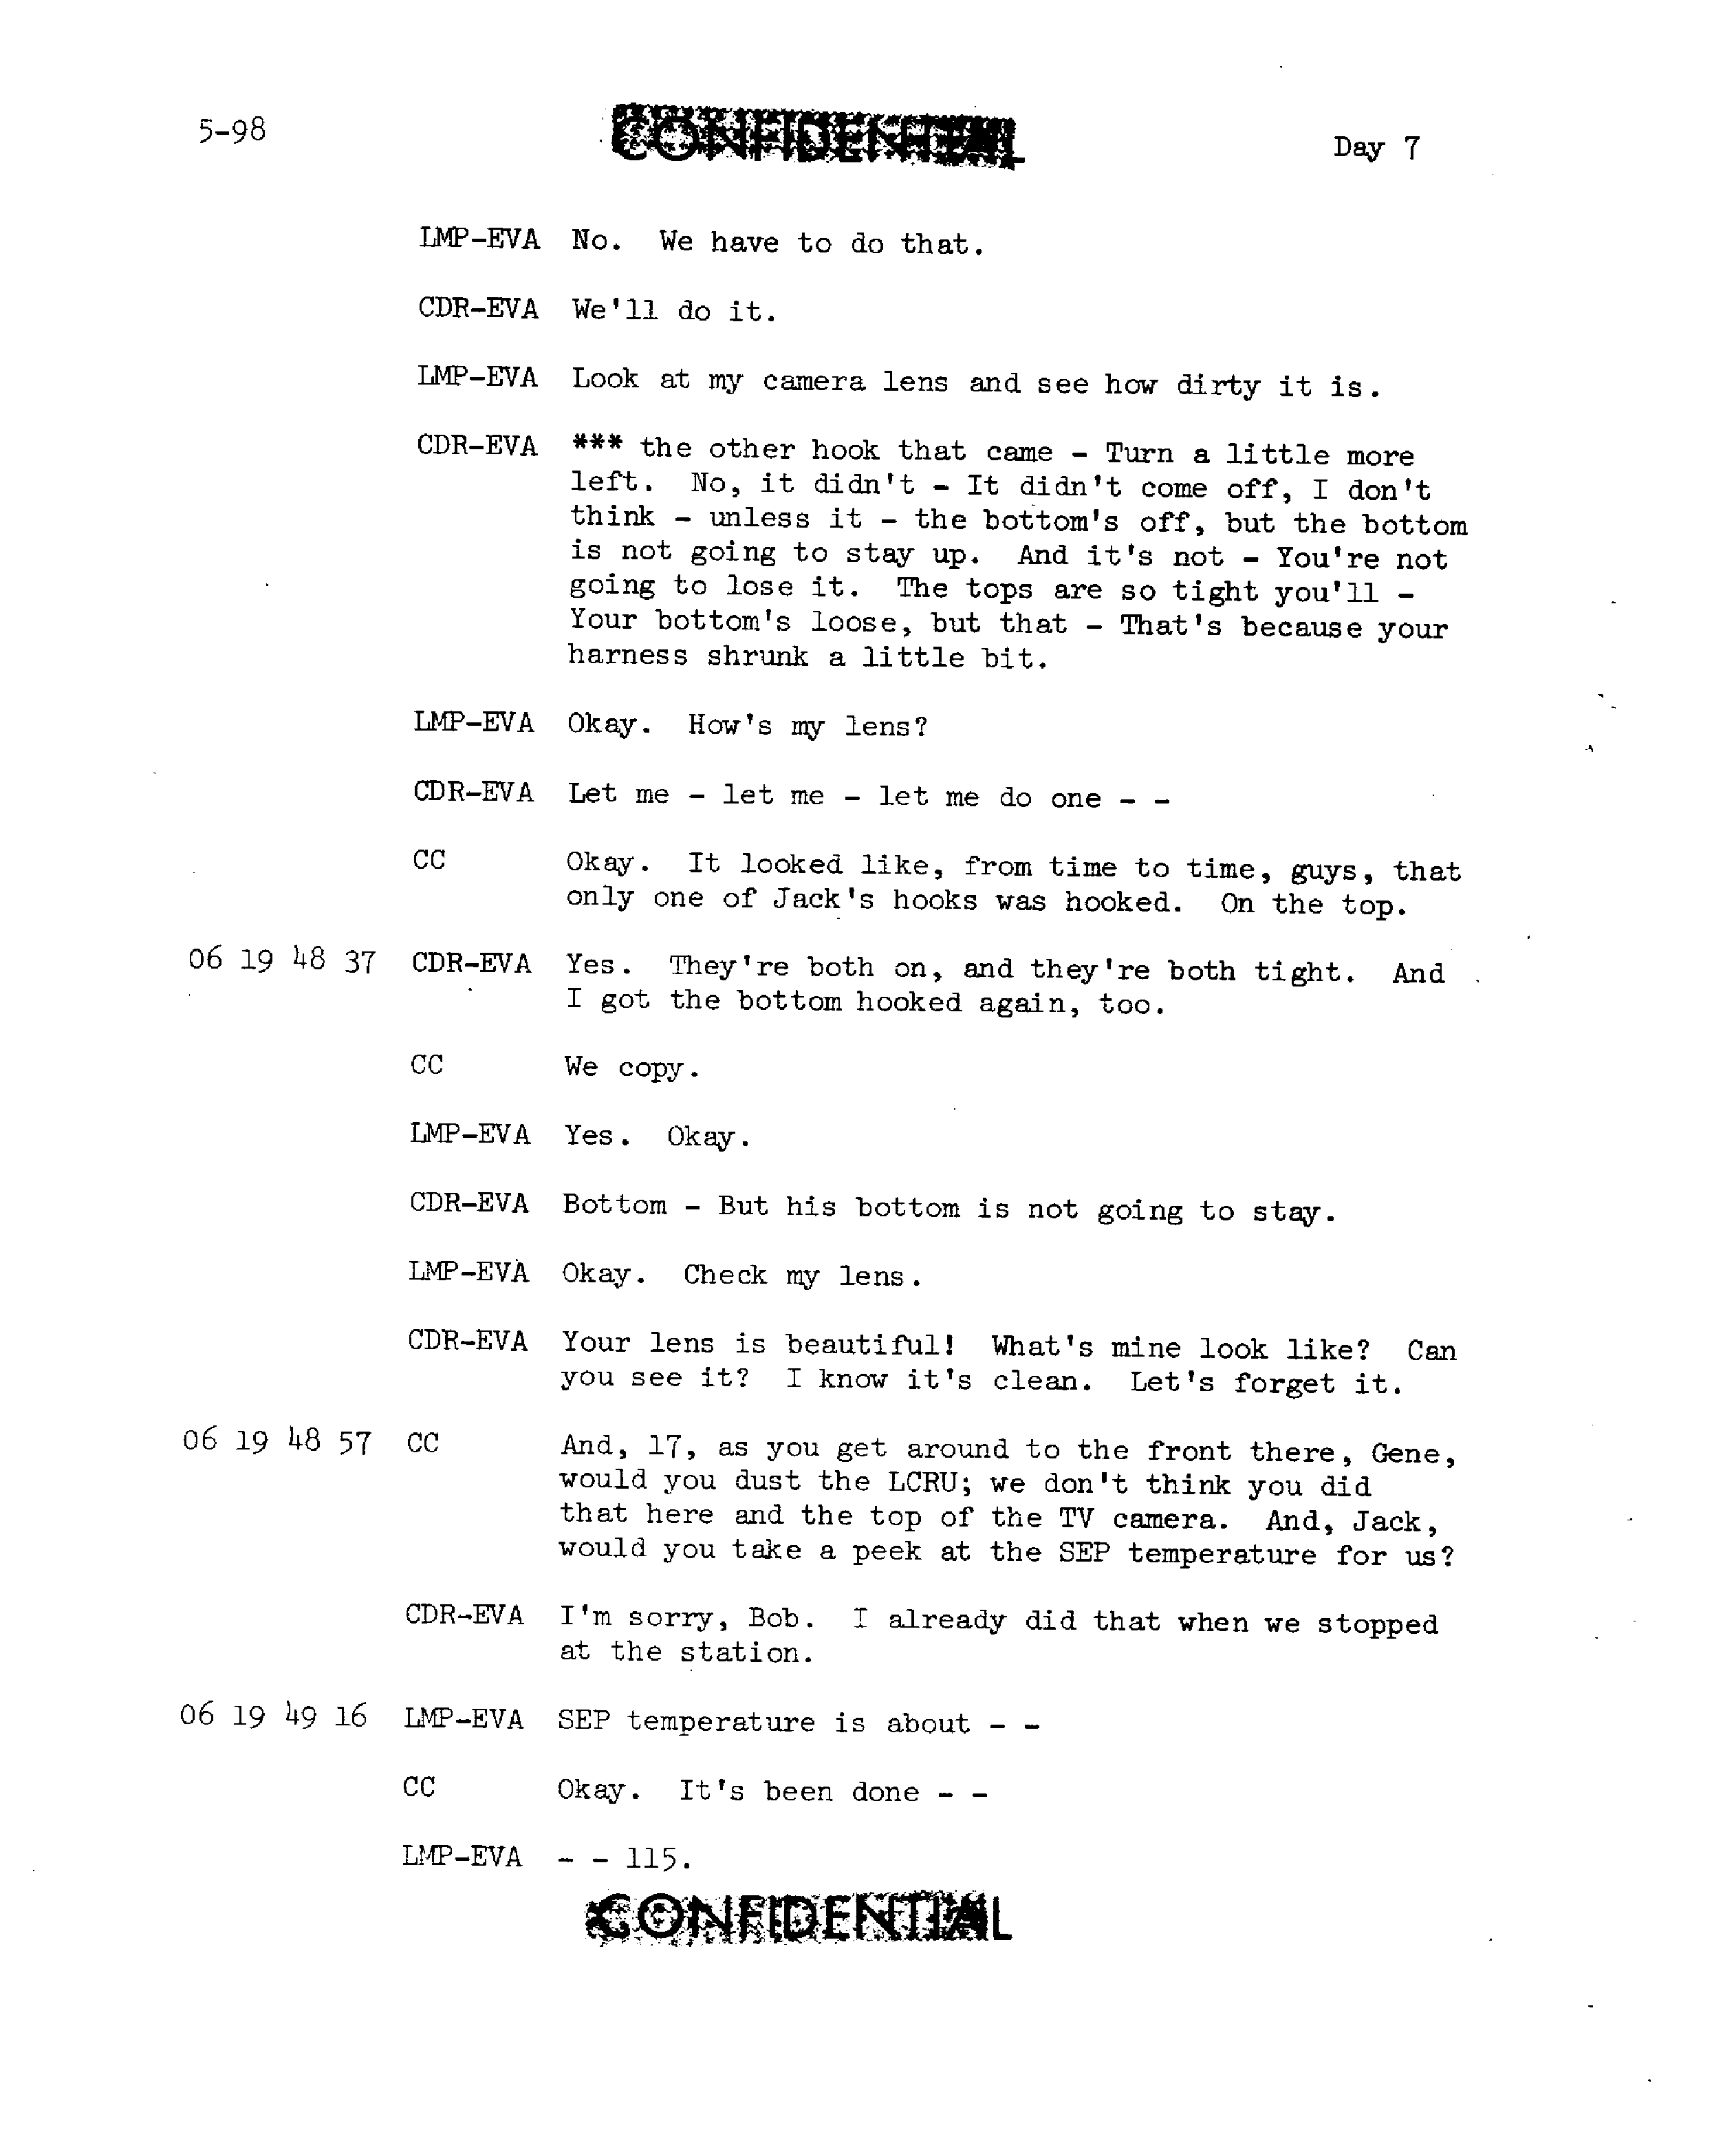 5-98
CONFIDENTIAL
Day 7
LMP-EVA No. We have to do that.
CDR-EVA We'll do it.
LMP-EVA Look at my camera lens and see how dirty it is.
CDR-EVA *** the other hook that came - Turn a little more
left. No, it didn't - It didn't come off, I don't
think - unless it - the bottom's off, but the bottom
is not going to stay up. And it's not - You're not
going to lose it. The tops are so tight you'll -
Your bottom's loose, but that - That's because your
harness shrunk a little bit.
LMP-EVA Okay. How's my lens?
CDR-EVA Let me - let me - let me do one - -
CC Okay. It looked like, from time to time, guys, that
only one of Jack's hooks was hooked. On the top.
06 19 48 37 CDR-EVA Yes. They're both on, and they're both tight. And
I got the bottom hooked again, too.
CC We copy.
LMP-EVA Yes. Okay.
CDR-EVA Bottom - But his bottom is not going to stay.
LMP-EVA Okay. Check my lens.
CDR-EVA Your lens is beautiful! What's mine look like? Can
you see it? I know it's clean. Let's forget it.
06 19 48 57 CC And, 17, as you get around to the front there, Gene,
would you dust the LCRU; we don't think you did
that here and the top of the TV camera. And, Jack,
would you take a peek at the SEP temperature for us?
CDR-EVA I'm sorry, Bob. I already did that when we stopped
at the station.
06 19 49 16 LMP-EVA SEP temperature is about - -
CC Okay. It's been done - -
LMP-EVA - - 115.
CONFIDENTIAL